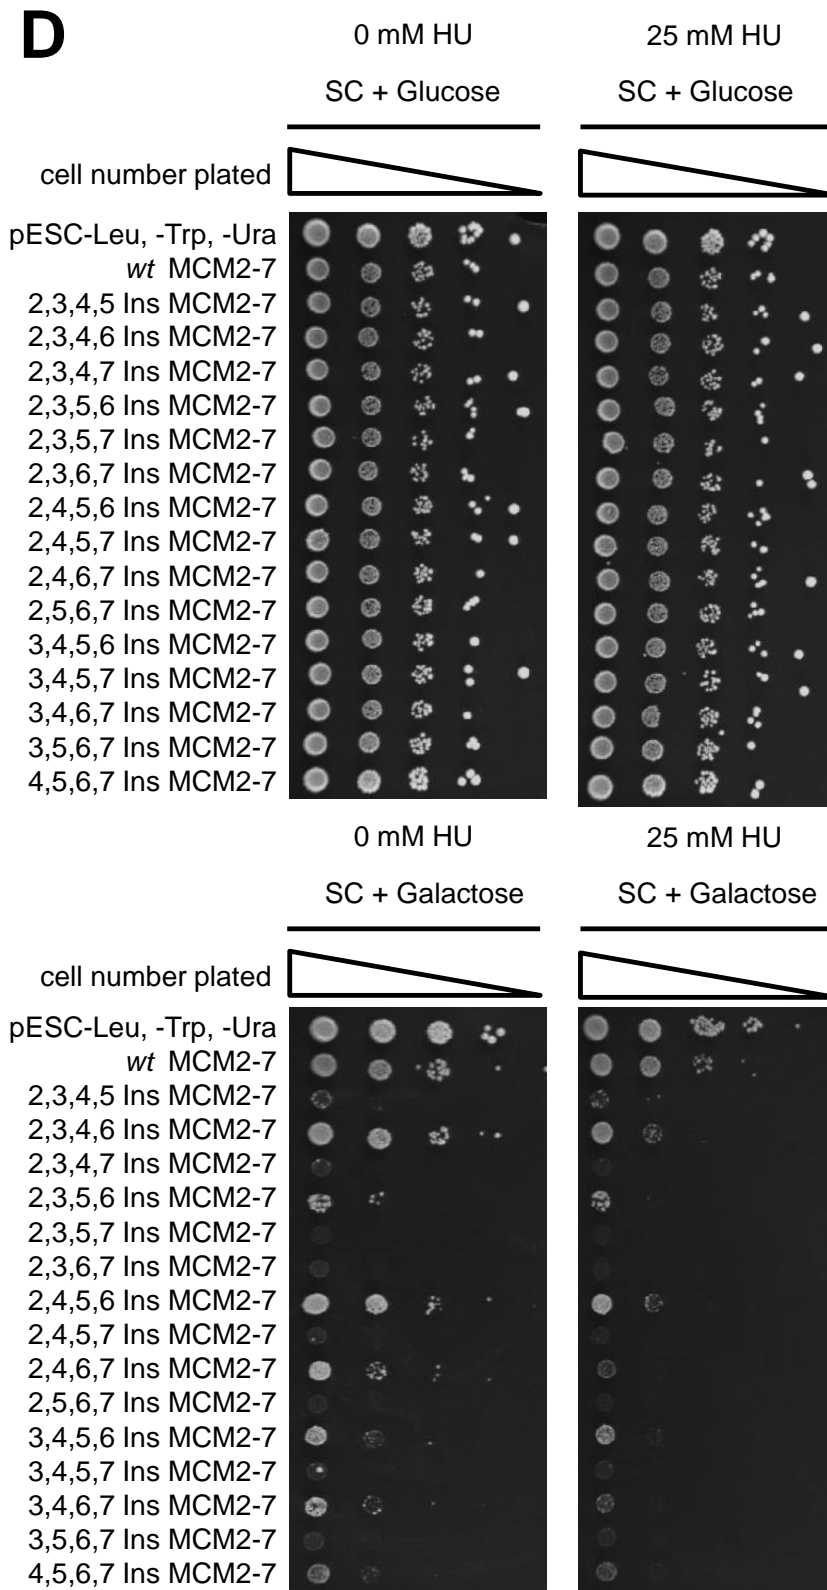 D
0 mM HU 25 mM HU
SC + Glucose SC + Glucose
cell number plated
pESC-Leu, -Trp, -Ura
wt MCM2-7
2,3,4,5 Ins MCM2-7
2,3,4,6 Ins MCM2-7
2,3,4,7 Ins MCM2-7
2,3,5,6 Ins MCM2-7
2,3,5,7 Ins MCM2-7
2,3,6,7 Ins MCM2-7
2,4,5,6 Ins MCM2-7
2,4,5,7 Ins MCM2-7
2,4,6,7 Ins MCM2-7
2,5,6,7 Ins MCM2-7
3,4,5,6 Ins MCM2-7
3,4,5,7 Ins MCM2-7
3,4,6,7 Ins MCM2-7
3,5,6,7 Ins MCM2-7
4,5,6,7 Ins MCM2-7
0 mM HU 25 mM HU
SC + Galactose SC + Galactose
cell number plated
pESC-Leu, -Trp, -Ura
wt MCM2-7
2,3,4,5 Ins MCM2-7
2,3,4,6 Ins MCM2-7
2,3,4,7 Ins MCM2-7
2,3,5,6 Ins MCM2-7
2,3,5,7 Ins MCM2-7
2,3,6,7 Ins MCM2-7
2,4,5,6 Ins MCM2-7
2,4,5,7 Ins MCM2-7
2,4,6,7 Ins MCM2-7
2,5,6,7 Ins MCM2-7
3,4,5,6 Ins MCM2-7
3,4,5,7 Ins MCM2-7
3,4,6,7 Ins MCM2-7
3,5,6,7 Ins MCM2-7
4,5,6,7 Ins MCM2-7